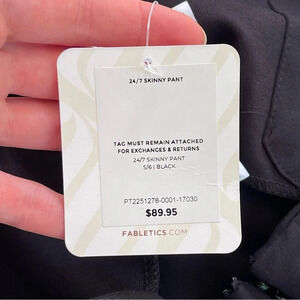 24/7 SKINNY PANT
TAG MUST REMAIN ATTACHED
FOR EXCHANGES & RETURNS
24/7 SKINNY PANT
S/6 | BLACK
PT2251278-0001-17030
$89.95
FABLETICS.COM